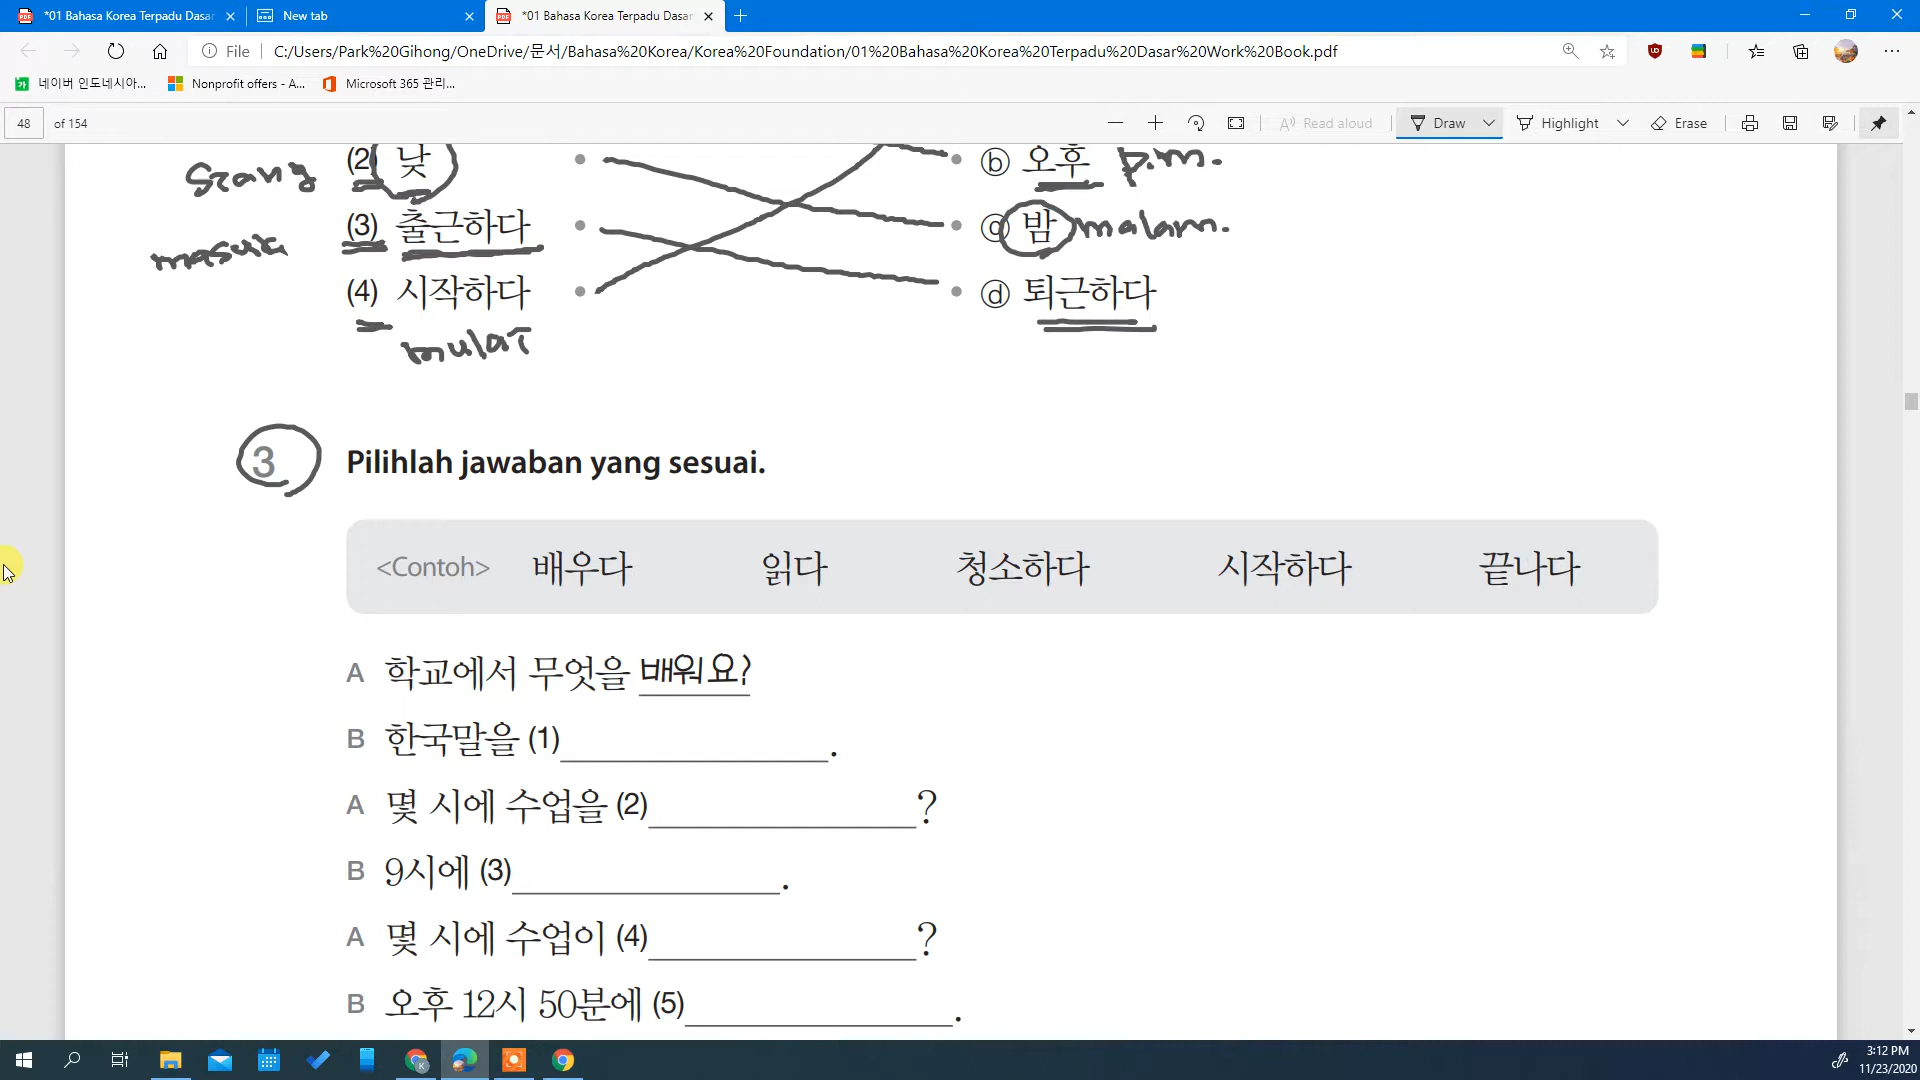 *01 Bahasa Korea Terpadu Dasar
New tab
*01 Bahasa Korea Terpadu Dasar
File C:/Users/Park%20Gihong/OneDrive/문서/Bahasa%20Korea/Korea%20Foundation/01%20Bahasa%20Korea%20Terpadu%20Dasar%20Work%20Book.pdf
네이버 인도네시아... Nonprofit offers - A... Microsoft 365 관리...
48 of 154 Read aloud Draw Highlight Erase
siang (2) 낮 ⓑ 오후 p.m.
masuk (3) 출근하다 ⓒ 밤 malam.
(4) 시작하다 ⓓ 퇴근하다
mulai
3 Pilihlah jawaban yang sesuai.
<Contoh> 배우다 읽다 청소하다 시작하다 끝나다
A 학교에서 무엇을 배워요?
B 한국말을 (1) .
A 몇 시에 수업을 (2) ?
B 9시에 (3) .
A 몇 시에 수업이 (4) ?
B 오후 12시 50분에 (5) .
3:12 PM
11/23/2020